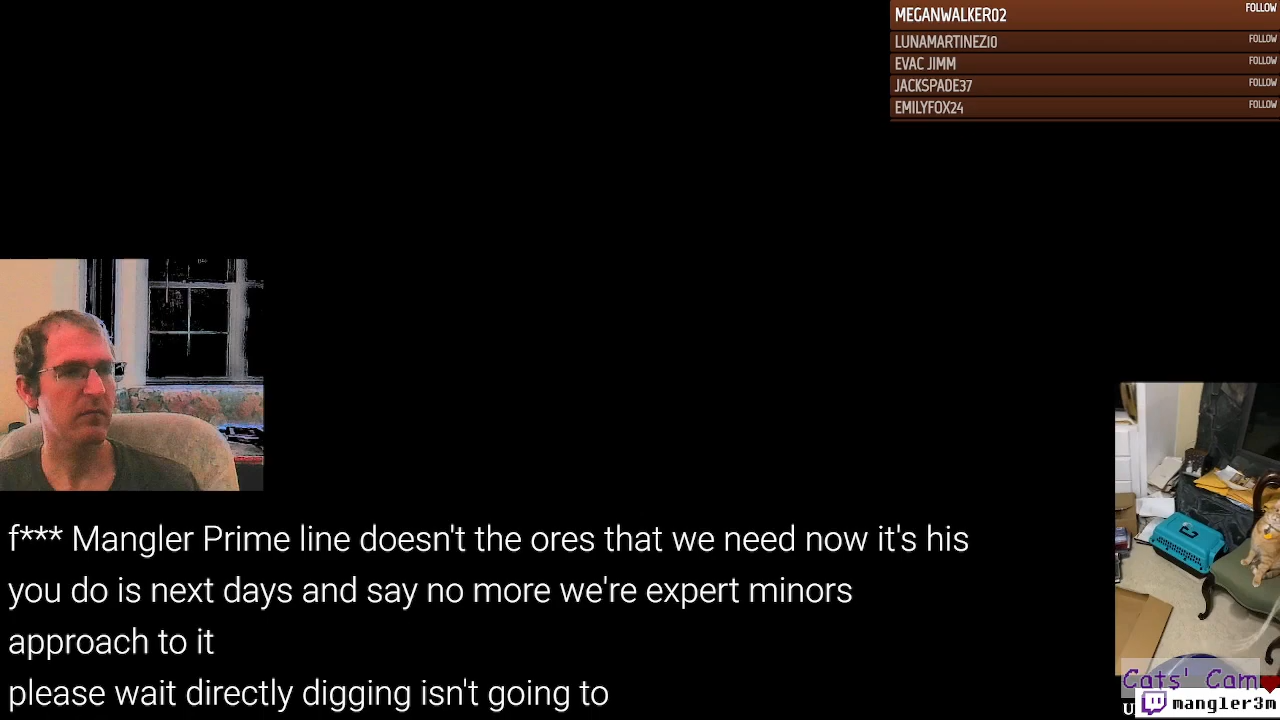 MEGANWALKER02 FOLLOW
LUNAMARTINEZ10 FOLLOW
EVAC JIMM FOLLOW
JACKSPADE37 FOLLOW
EMILYFOX24 FOLLOW
f*** Mangler Prime line doesn't the ores that we need now it's his
you do is next days and say no more we're expert minors
approach to it
please wait directly digging isn't going to
Cats' Cam
U mangler3m